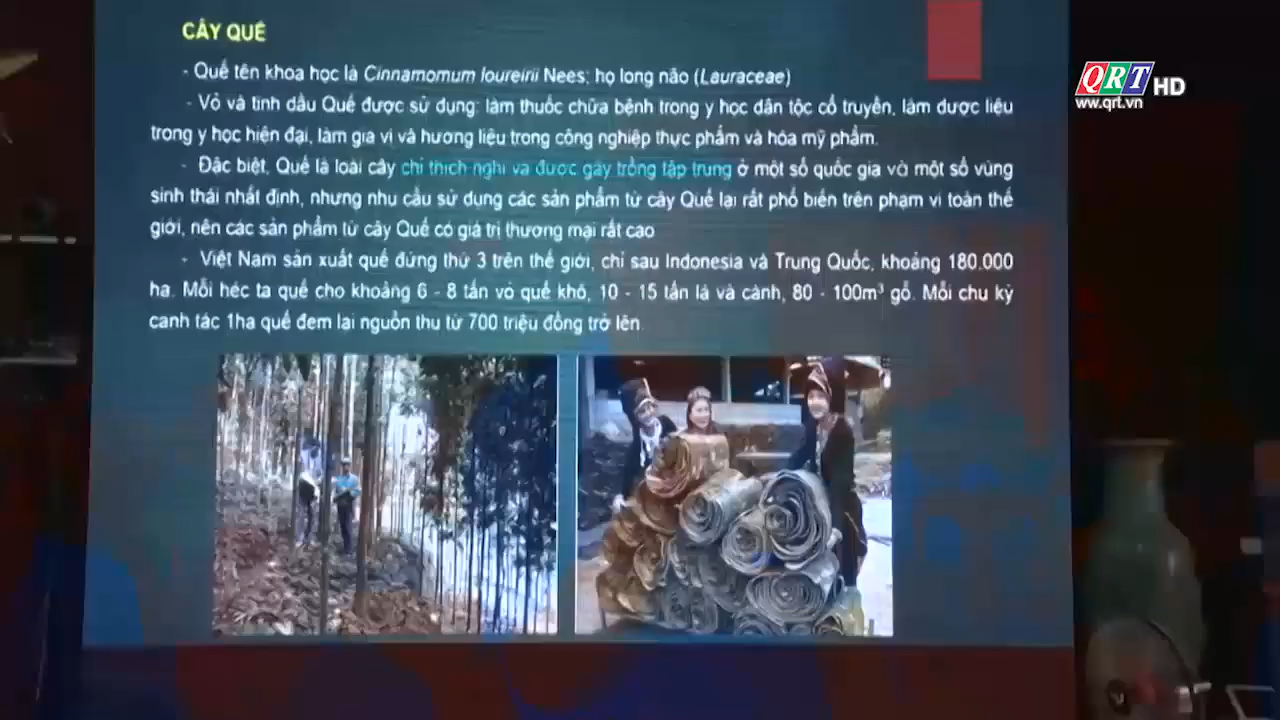 CÂY QUẾ
- Quế tên khoa học là Cinnamomum loureirii Nees; họ long não (Lauraceae)
- Vỏ và tinh dầu Quế được sử dụng: làm thuốc chữa bệnh trong y học dân tộc cổ truyền, làm dược liệu
trong y học hiện đại, làm gia vị và hương liệu trong công nghiệp thực phẩm và hóa mỹ phẩm.
- Đặc biệt, Quế là loài cây chỉ thích nghi và được gây trồng tập trung ở một số quốc gia và một số vùng
sinh thái nhất định, nhưng nhu cầu sử dụng các sản phẩm từ cây Quế lại rất phổ biến trên phạm vi toàn thế
giới, nên các sản phẩm từ cây Quế có giá trị thương mại rất cao
- Việt Nam sản xuất quế đứng thứ 3 trên thế giới, chỉ sau Indonesia và Trung Quốc, khoảng 180.000
ha. Mỗi héc ta quế cho khoảng 6 - 8 tấn vỏ quế khô, 10 - 15 tấn lá và cành, 80 - 100m³ gỗ. Mỗi chu kỳ
canh tác 1ha quế đem lại nguồn thu từ 700 triệu đồng trở lên.
QRT HD
www.qrt.vn